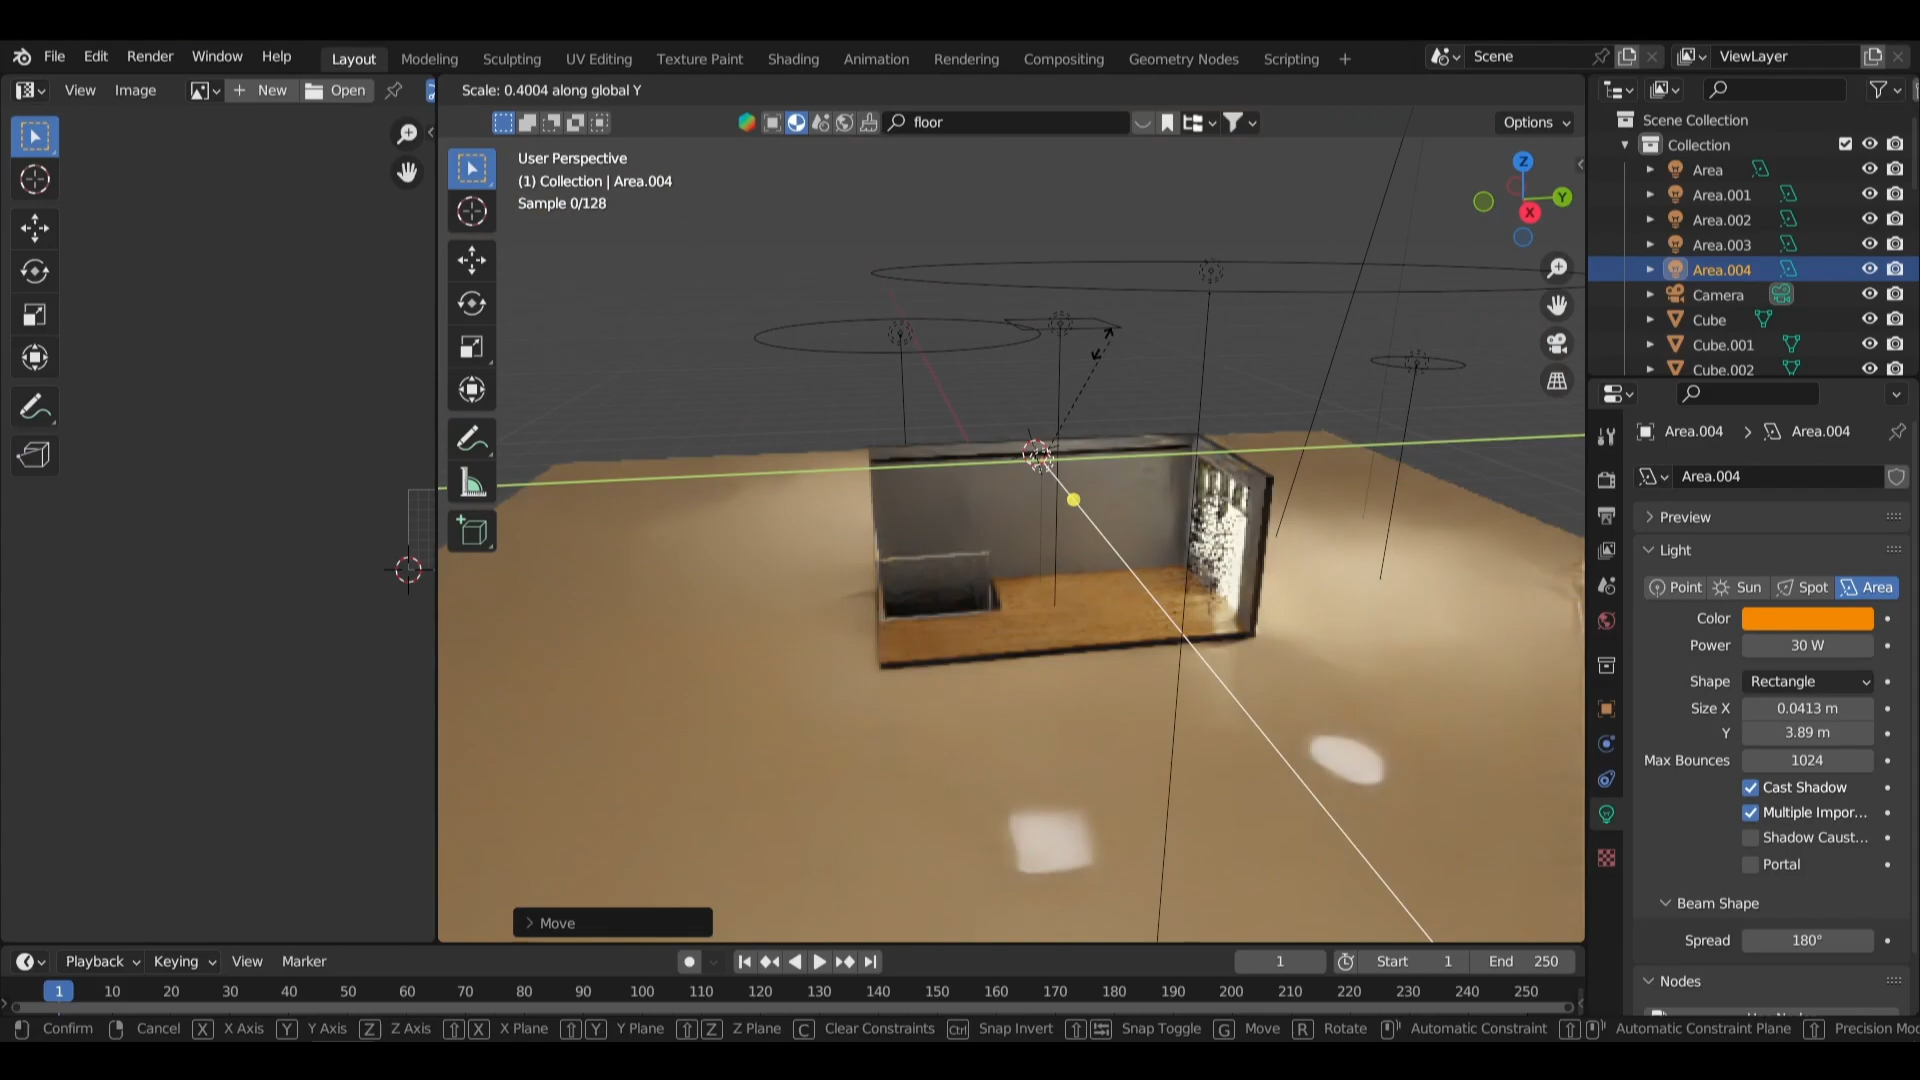 File Edit Render Window Help Layout Modeling Sculpting UV Editing Texture Paint Shading Animation Rendering Compositing Geometry Nodes Scripting + Scene ViewLayer
View Image New Open Scale: 0.4004 along global Y
floor Options
Scene Collection
Collection
Area
Area.001
Area.002
Area.003
Area.004
Camera
Cube
Cube.001
Cube.002
User Perspective
(1) Collection | Area.004
Sample 0/128
Z
Y
X
Area.004 > Area.004
Area.004
Preview
Light
Point Sun Spot Area
Color
Power 30 W
Shape Rectangle
Size X 0.0413 m
Y 3.89 m
Max Bounces 1024
Cast Shadow
Multiple Impor...
Shadow Caust...
Portal
Beam Shape
Spread 180°
Nodes
Move
Playback Keying View Marker 1 Start 1 End 250
1 10 20 30 40 50 60 70 80 90 100 110 120 130 140 150 160 170 180 190 200 210 220 230 240 250
Confirm Cancel X X Axis Y Y Axis Z Z Axis X X Plane Y Y Plane Z Z Plane C Clear Constraints Ctrl Snap Invert Snap Toggle G Move R Rotate Automatic Constraint Automatic Constraint Plane Precision Mo